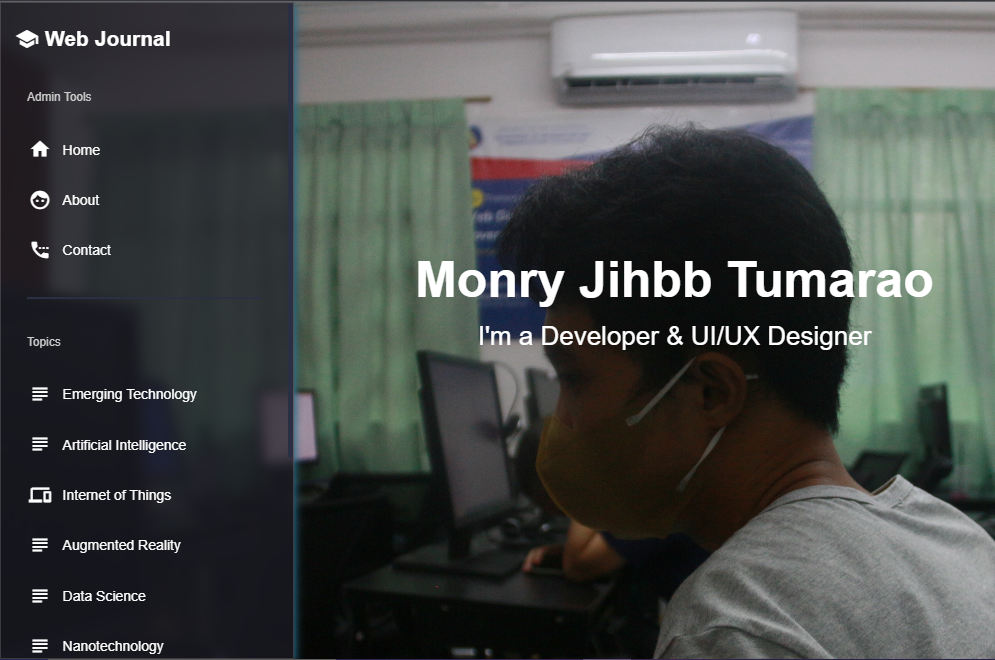 Web Journal
Admin Tools
Home
About
Contact
Topics
Emerging Technology
Artificial Intelligence
Internet of Things
Augmented Reality
Data Science
Nanotechnology
Monry Jihbb Tumarao
I'm a Developer & UI/UX Designer